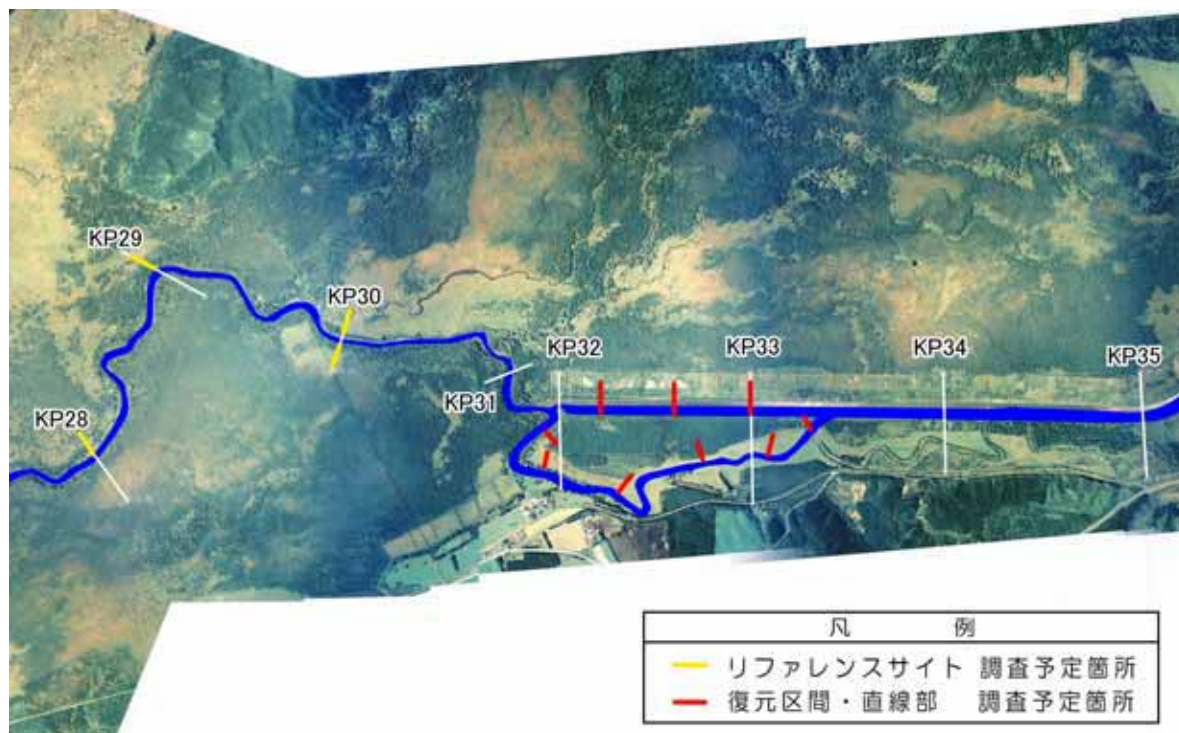 KP29
KP30
KP32
KP33
KP34
KP35
KP31
KP28
凡 例
リファレンスサイト 調査予定箇所
復元区間・直線部 調査予定箇所